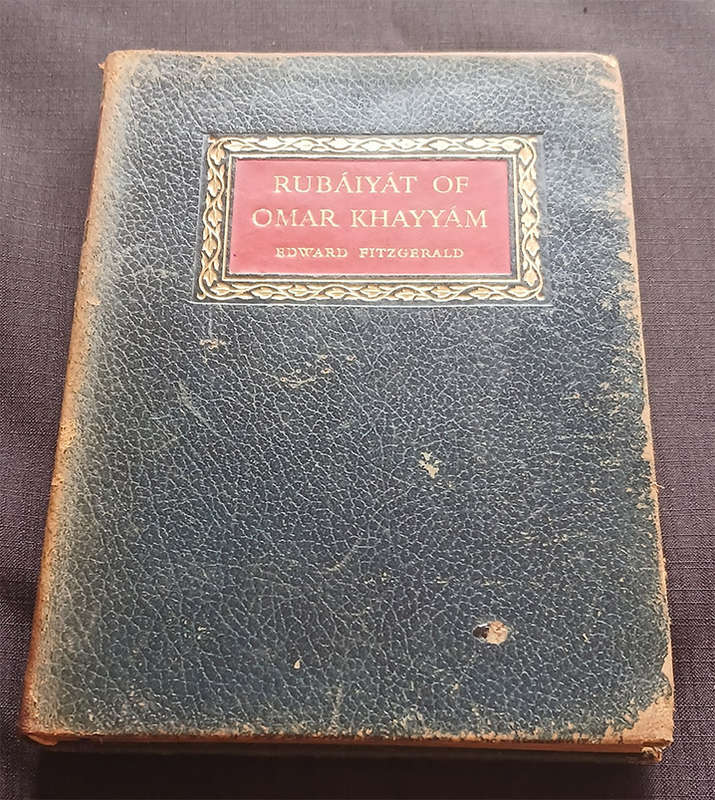 RUBÁIYÁT OF
OMAR KHAYYÁM
EDWARD FITZGERALD